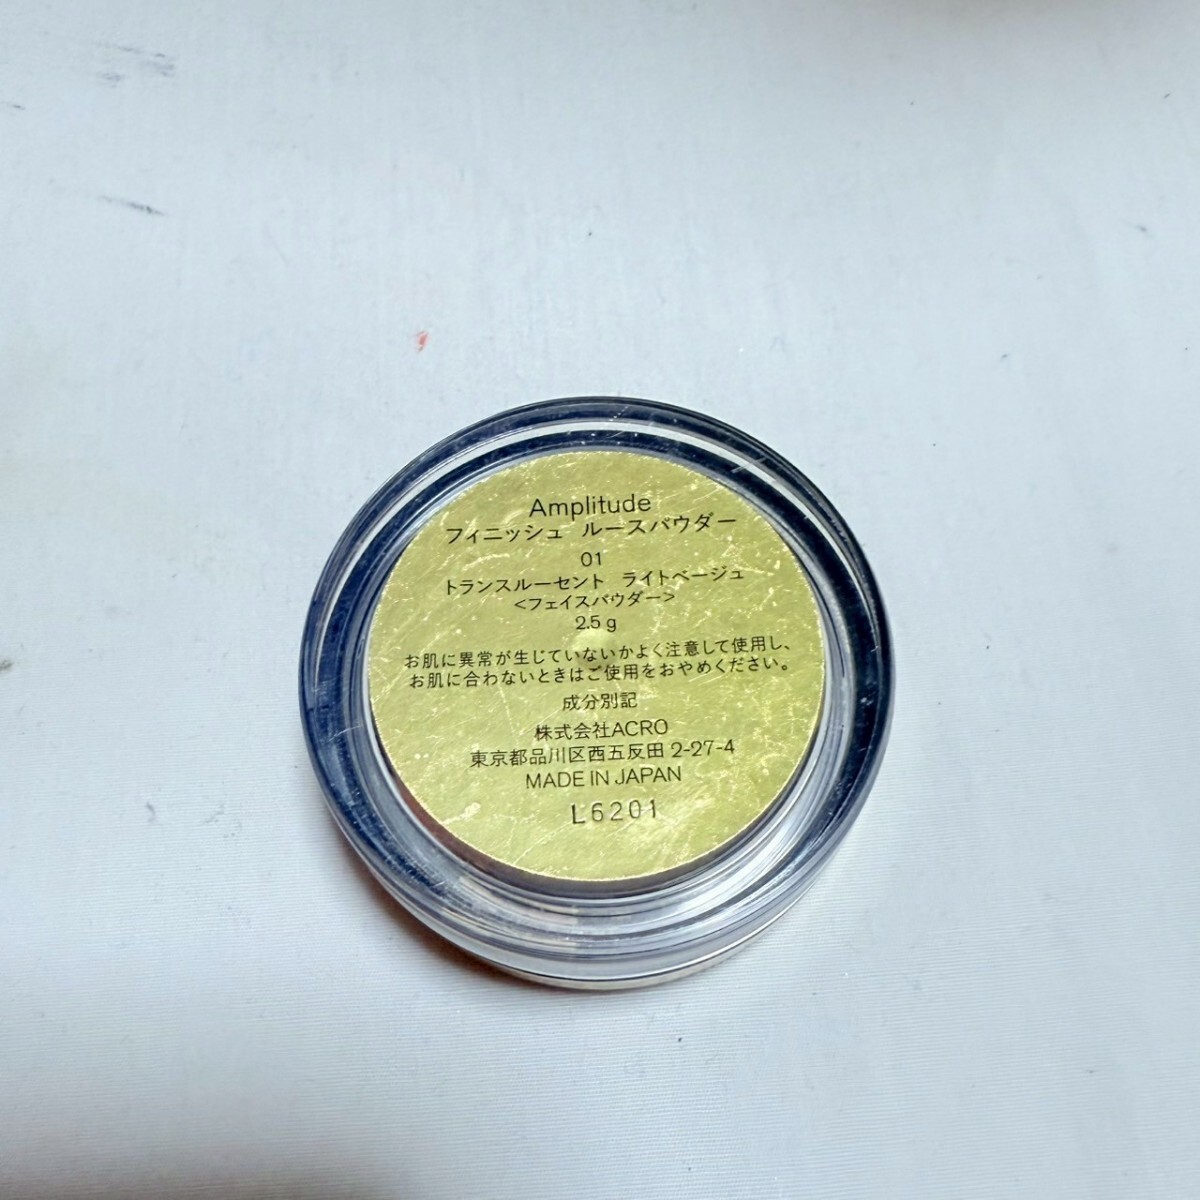 Amplitude
フィニッシュ ルースパウダー
01
トランスルーセント ライトベージュ
<フェイスパウダー>
2.5 g
お肌に異常が生じていないかよく注意して使用し、
お肌に合わないときはご使用をおやめください。
成分別記
株式会社ACRO
東京都品川区西五反田 2-27-4
MADE IN JAPAN
L6201